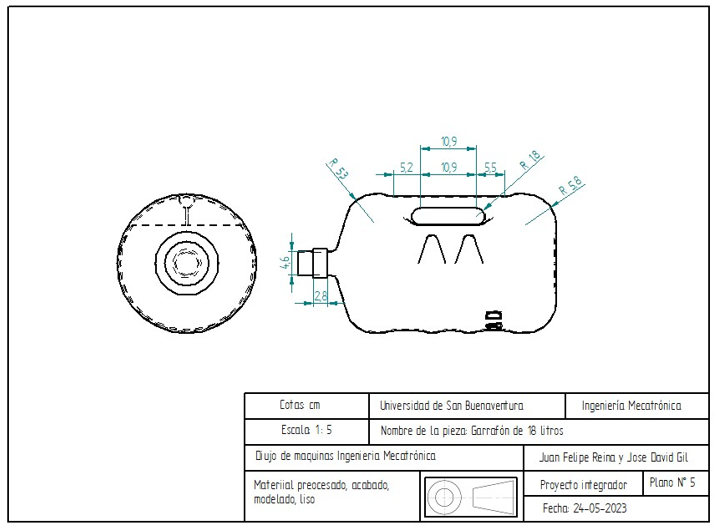 10,9
5,2
10,9
5,5
R 1,8
R 5,3
R 5,8
4,6
2,8
Cotas cm
Universidad de San Buenaventura
Ingeniería Mecatrónica
Escala 1: 5
Nombre de la pieza: Garrafón de 18 litros
Diujo de maquinas Ingenieria Mecatrónica
Juan Felipe Reina y Jose David Gil
Materiial preocesado, acabado,
modelado, liso
Proyecto integrador
Plano N° 5
Fecha: 24-05-2023